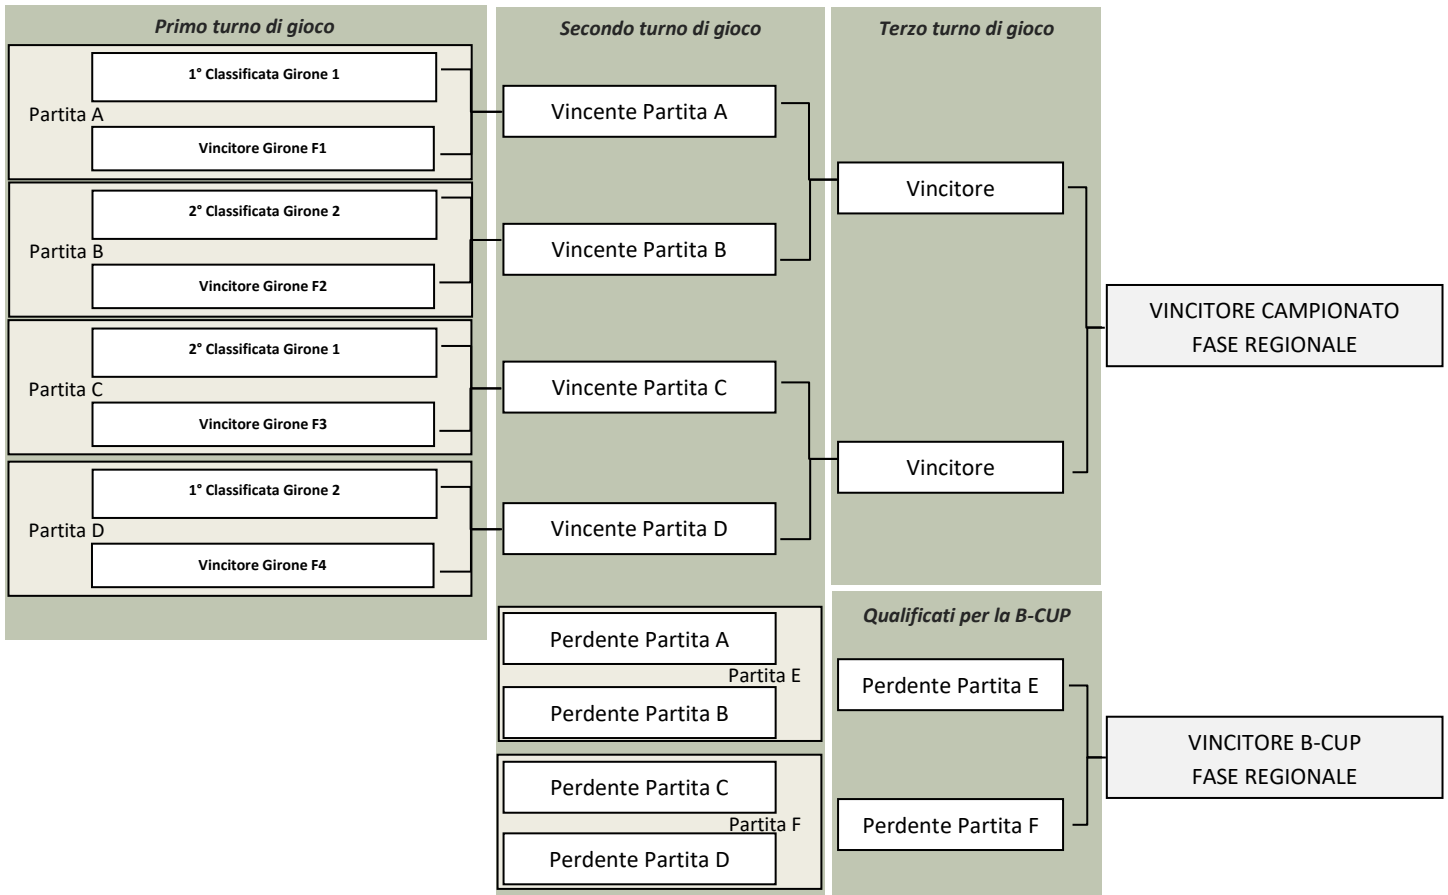 Primo turno di gioco
Secondo turno di gioco
Terzo turno di gioco
1° Classificata Girone 1
Partita A
Vincitore Girone F1
2° Classificata Girone 2
Partita B
Vincitore Girone F2
2° Classificata Girone 1
Partita C
Vincitore Girone F3
1° Classificata Girone 2
Partita D
Vincitore Girone F4
Vincente Partita A
Vincente Partita B
Vincente Partita C
Vincente Partita D
Vincitore
Vincitore
VINCITORE CAMPIONATO
FASE REGIONALE
Perdente Partita A
Partita E
Perdente Partita B
Perdente Partita C
Partita F
Perdente Partita D
Qualificati per la B-CUP
Perdente Partita E
Perdente Partita F
VINCITORE B-CUP
FASE REGIONALE